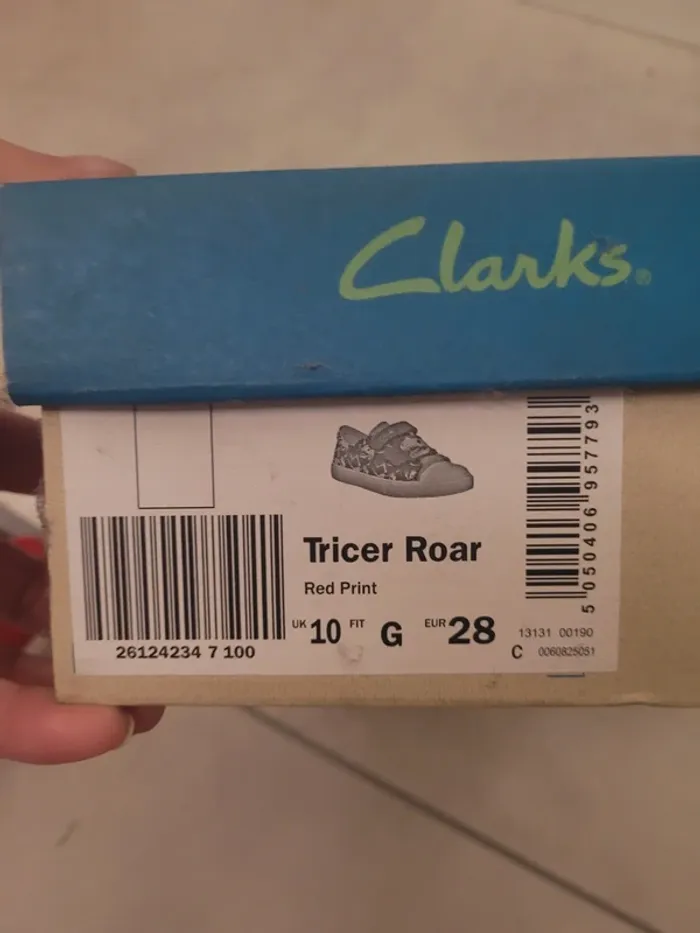 Clarks®
Tricer Roar
Red Print
UK 10 FIT G EUR 28
26124234 7 100
5 050406 957793
13131 00190
C 0060825051